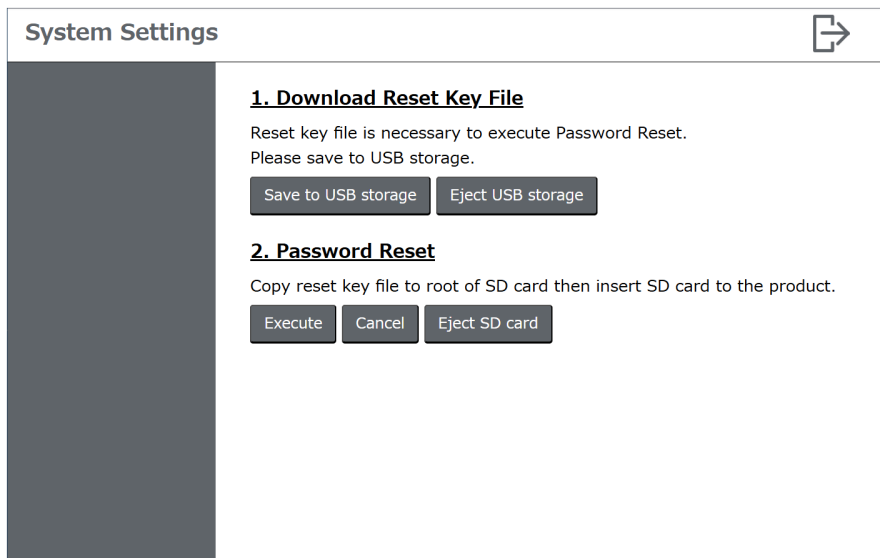 System Settings
1. Download Reset Key File
Reset key file is necessary to execute Password Reset.
Please save to USB storage.
Save to USB storage Eject USB storage
2. Password Reset
Copy reset key file to root of SD card then insert SD card to the product.
Execute Cancel Eject SD card